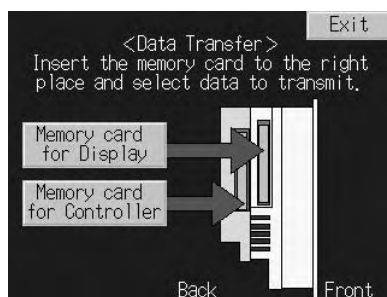 Exit
<Data Transfer>
Insert the memory card to the right
place and select data to transmit.
Memory card
for Display
Memory card
for Controller
Back
Front